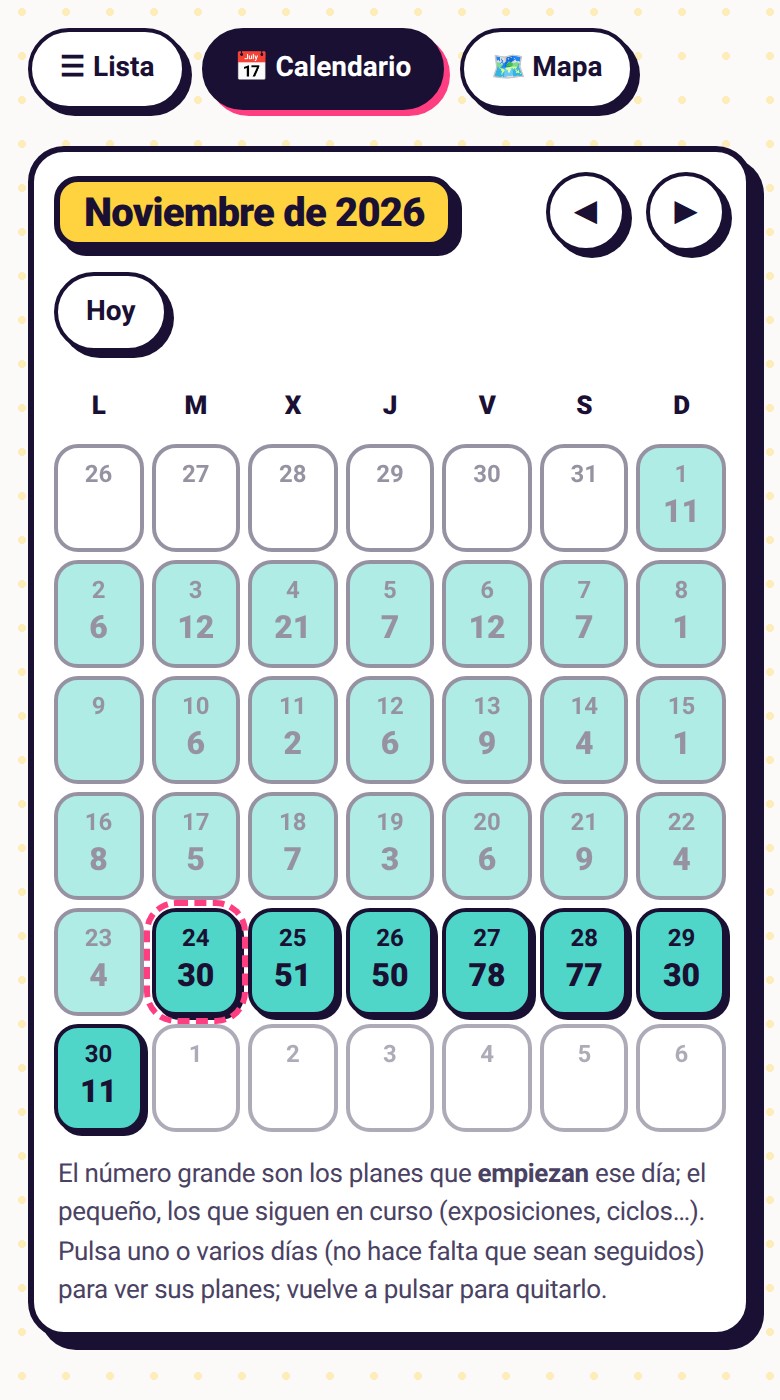 ☰ Lista
July 17 Calendario
Mapa
Noviembre de 2026
◀ ▶
Hoy
L M X J V S D
26 27 28 29 30 31 1
11
2 3 4 5 6 7 8
6 12 21 7 12 7 1
9 10 11 12 13 14 15
6 2 6 9 4 1
16 17 18 19 20 21 22
8 5 7 3 6 9 4
23 24 25 26 27 28 29
4 30 51 50 78 77 30
30 1 2 3 4 5 6
11
El número grande son los planes que empiezan ese día; el
pequeño, los que siguen en curso (exposiciones, ciclos…).
Pulsa uno o varios días (no hace falta que sean seguidos)
para ver sus planes; vuelve a pulsar para quitarlo.